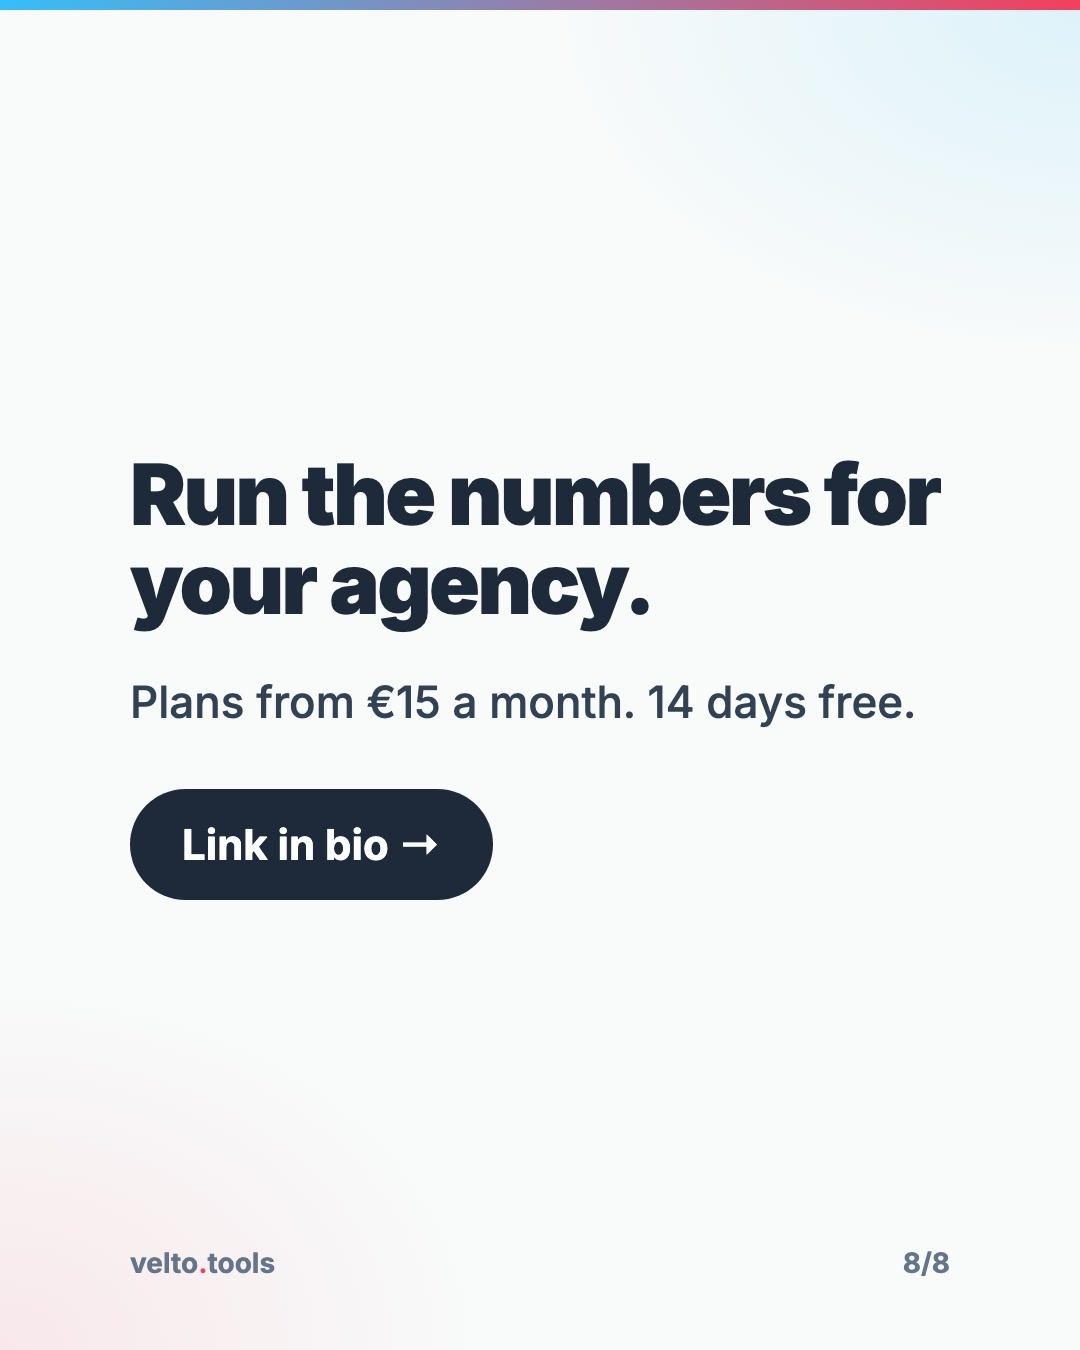 Run the numbers for
your agency.
Plans from €15 a month. 14 days free.
Link in bio →
velto.tools
8/8